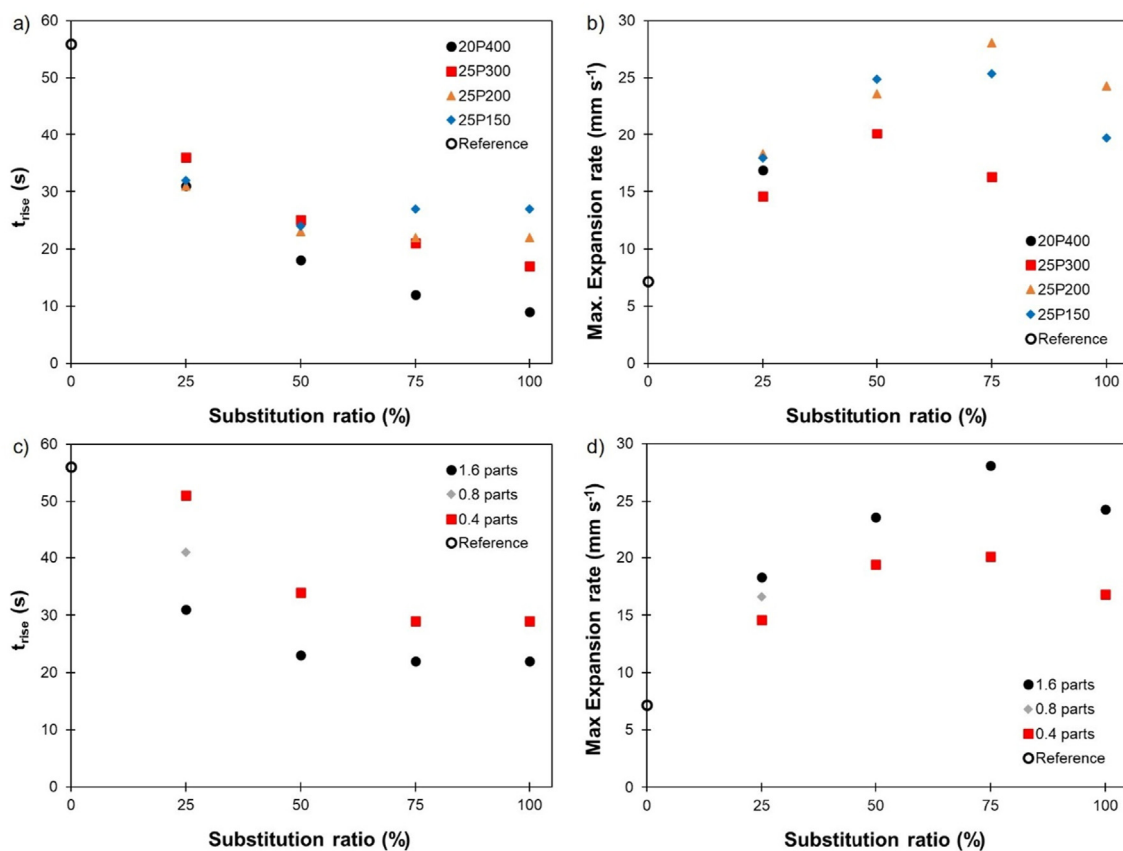 a)
60
50
40
30
20
10
0
t_rise (s)
20P400
25P300
25P200
25P150
Reference
0 25 50 75 100
Substitution ratio (%)
b)
30
25
20
15
10
5
0
Max. Expansion rate (mm s⁻¹)
20P400
25P300
25P200
25P150
Reference
0 25 50 75 100
Substitution ratio (%)
c)
60
50
40
30
20
10
0
t_rise (s)
1.6 parts
0.8 parts
0.4 parts
Reference
0 25 50 75 100
Substitution ratio (%)
d)
30
25
20
15
10
5
0
Max Expansion rate (mm s⁻¹)
1.6 parts
0.8 parts
0.4 parts
Reference
0 25 50 75 100
Substitution ratio (%)